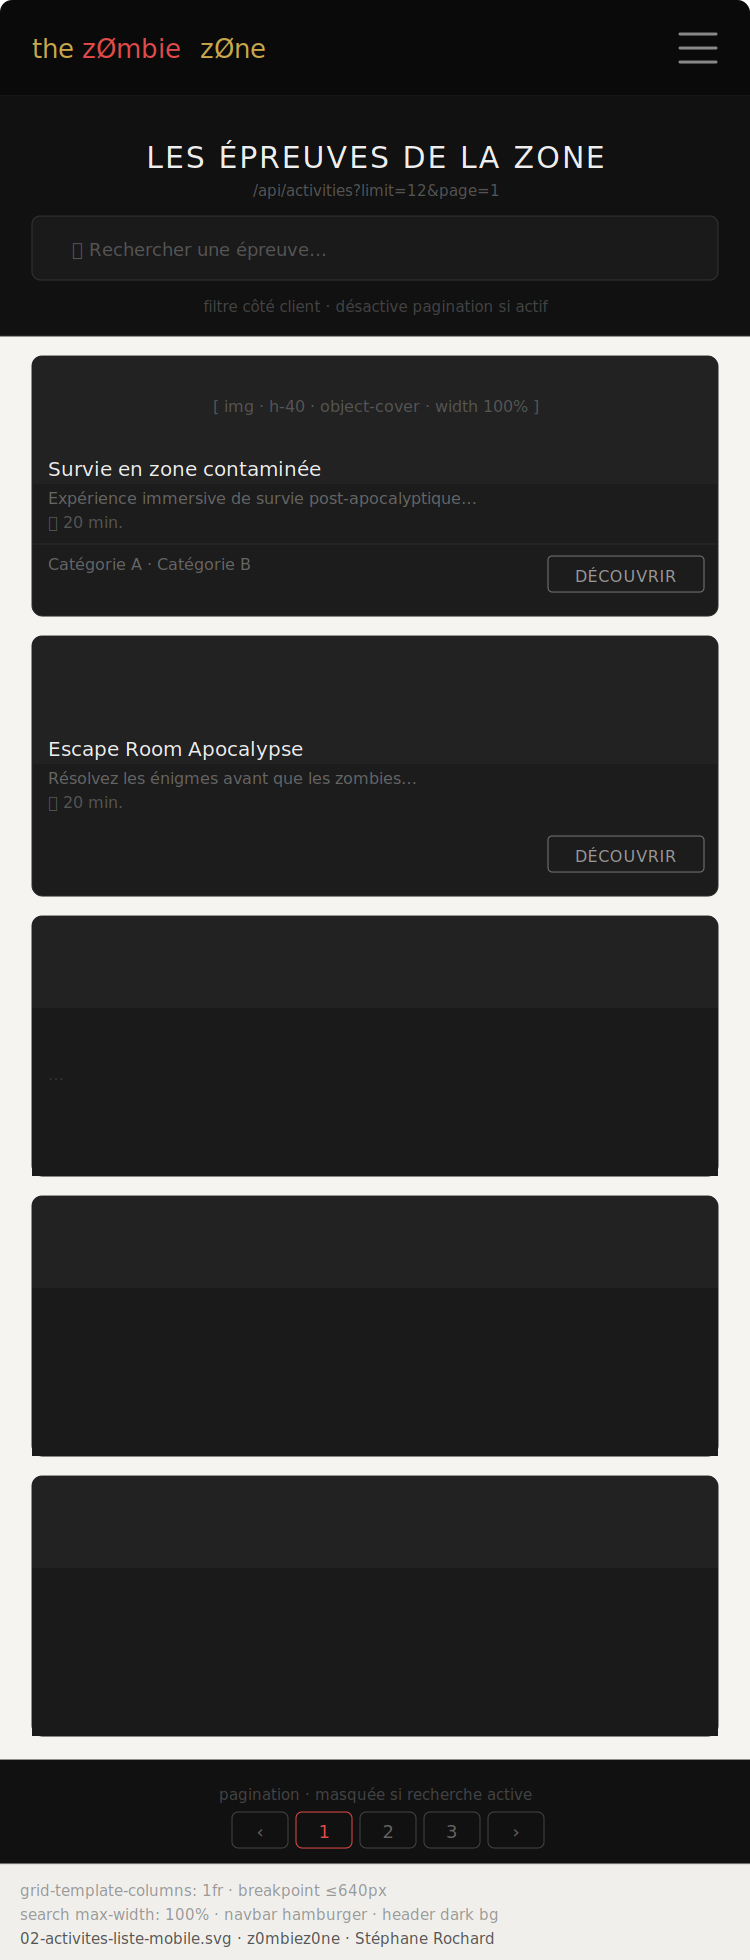 the zØmbie zØne
LES ÉPREUVES DE LA ZONE
/api/activities?limit=12&page=1
Rechercher une épreuve…
filtre côté client · désactive pagination si actif
[ img · h-40 · object-cover · width 100% ]
Survie en zone contaminée
Expérience immersive de survie post-apocalyptique…
20 min.
Catégorie A · Catégorie B
DÉCOUVRIR
Escape Room Apocalypse
Résolvez les énigmes avant que les zombies…
20 min.
DÉCOUVRIR
…
pagination · masquée si recherche active
‹ 1 2 3 ›
grid-template-columns: 1fr · breakpoint ≤640px
search max-width: 100% · navbar hamburger · header dark bg
02-activites-liste-mobile.svg · z0mbiez0ne · Stéphane Rochard